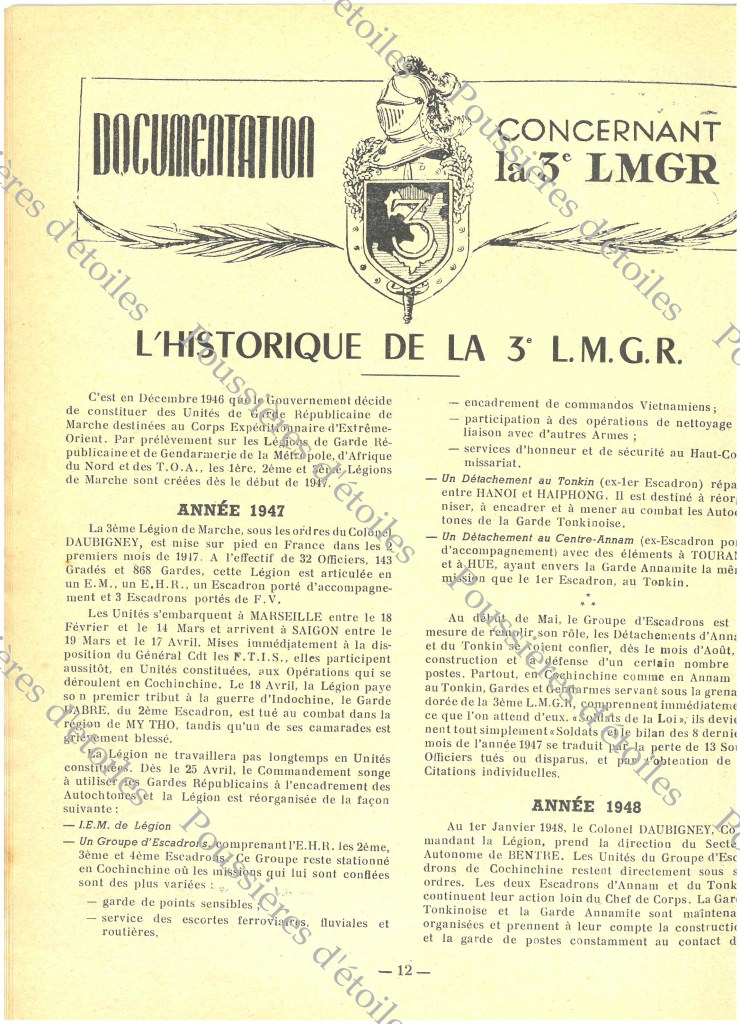 DOCUMENTATION
CONCERNANT
la 3e LMGR
3
L'HISTORIQUE DE LA 3e L.M.G.R.
C'est en Décembre 1946 que le Gouvernement décide
de constituer des Unités de Garde Républicaine de
Marche destinées au Corps Expéditionnaire d'Extrême-
Orient. Par prélèvement sur les Légions de Garde Ré-
publicaine et de Gendarmerie de la Métropole, d'Afrique
du Nord et des T.O.A., les 1ère, 2ème et 3ème Légions
de Marche sont créées dès le début de 1947.
ANNÉE 1947
La 3ème Légion de Marche, sous les ordres du Colonel
DAUBIGNEY, est mise sur pied en France dans les 2
premiers mois de 1947. A l'effectif de 32 Officiers, 143
Gradés et 868 Gardes, cette Légion est articulée en
un E.M., un E.H.R., un Escadron porté d'accompagne-
ment et 3 Escadrons portés de F.V.
Les Unités s'embarquent à MARSEILLE entre le 18
Février et le 14 Mars et arrivent à SAIGON entre le
19 Mars et le 17 Avril. Mises immédiatement à la dis-
position du Général Cdt les F.T.I.S., elles participent
aussitôt, en Unités constituées, aux Opérations qui se
déroulent en Cochinchine. Le 18 Avril, la Légion paye
son premier tribut à la guerre d'Indochine, le Garde
DABRE, du 2ème Escadron, est tué au combat dans la
région de MY THO, tandis qu'un de ses camarades est
grièvement blessé.
La Légion ne travaillera pas longtemps en Unités
constituées. Dès le 25 Avril, le Commandement songe
à utiliser les Gardes Républicains à l'encadrement des
Autochtones et la Légion est réorganisée de la façon
suivante :
— I.E.M. de Légion
— Un Groupe d'Escadrons, comprenant l'E.H.R. les 2ème,
3ème et 4ème Escadrons. Ce Groupe reste stationné
en Cochinchine où les missions qui lui sont confiées
sont des plus variées :
— garde de points sensibles ;
— service des escortes ferroviaires, fluviales et
routières,
— encadrement de commandos Vietnamiens ;
— participation à des opérations de nettoyage
liaison avec d'autres Armes ;
— services d'honneur et de sécurité au Haut-Co
missariat.
— Un Détachement au Tonkin (ex-1er Escadron) répa
entre HANOI et HAIPHONG. Il est destiné à réor
niser, à encadrer et à mener au combat les Autoc
tones de la Garde Tonkinoise.
— Un Détachement au Centre-Annam (ex-Escadron por
d'accompagnement) avec des éléments à TOURAN
et à HUE, ayant envers la Garde Annamite la mê
mission que le 1er Escadron, au Tonkin.
* * *
Au début de Mai, le Groupe d'Escadrons est
mesure de remplir son rôle, les Détachements d'Anna
et du Tonkin se voient confier, dès le mois d'Août,
construction et la défense d'un certain nombre
postes. Partout, en Cochinchine comme en Annam
au Tonkin, Gardes et Gendarmes servant sous la grena
dorée de la 3ème L.M.G.R, comprennent immédiateme
ce que l'on attend d'eux. «Soldats de la Loi», ils devie
nent tout simplement «Soldats» et le bilan des 8 dernier
mois de l'année 1947 se traduit par la perte de 13 Sou
Officiers tués ou disparus, et par l'obtention de
Citations individuelles.
ANNÉE 1948
Au 1er Janvier 1948, le Colonel DAUBIGNEY, Co
mandant la Légion, prend la direction du Secte
Autonome de BENTRE. Les Unités du Groupe d'Esc
drons de Cochinchine restent directement sous s
ordres. Les deux Escadrons d'Annam et du Tonk
continuent leur action loin du Chef de Corps. La Gar
Tonkinoise et la Garde Annamite sont maintena
organisées et prennent à leur compte la constructio
et la garde de postes constamment au contact d
— 12 —
Poussières d'étoiles